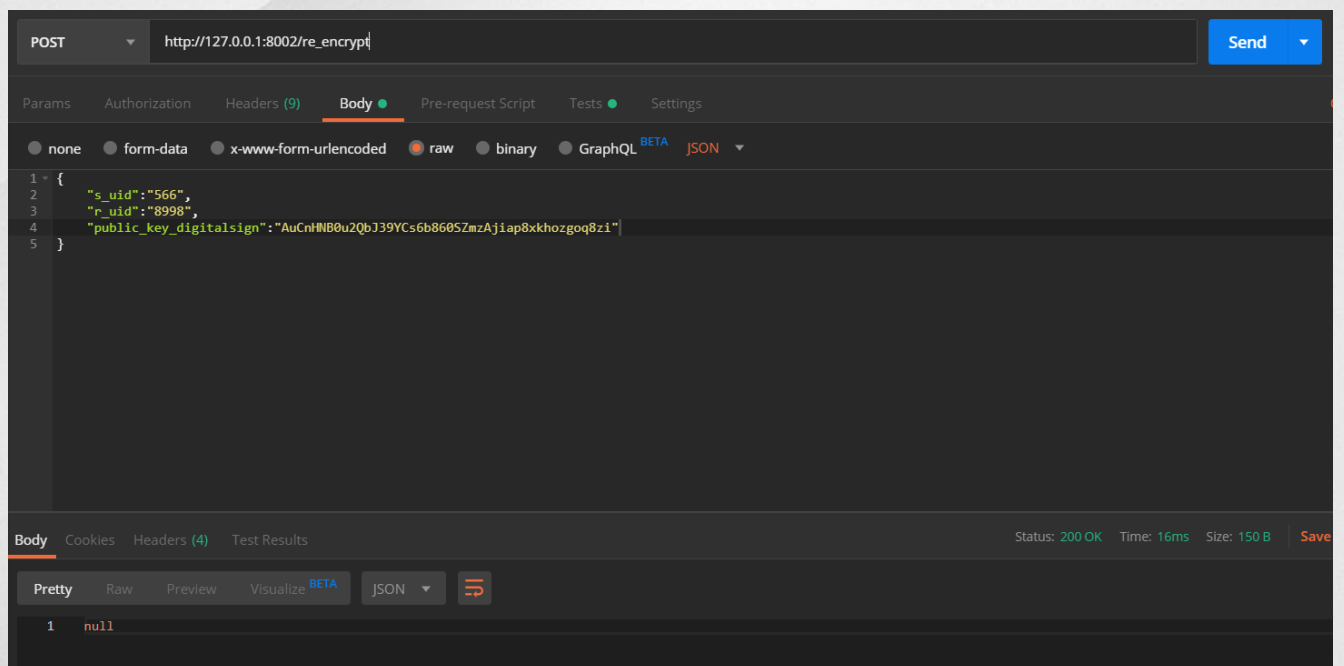 POST http://127.0.0.1:8002/re_encrypt Send
Params Authorization Headers (9) Body Pre-request Script Tests Settings
none form-data x-www-form-urlencoded raw binary GraphQL BETA JSON
1 {
2 "s_uid":"566",
3 "r_uid":"8998",
4 "public_key_digitalsign":"AuCnHNB0u2QbJ39YCs6b860SZmzAjiap8xkhozgoq8zi"
5 }
Body Cookies Headers (4) Test Results Status: 200 OK Time: 16ms Size: 150 B Save
Pretty Raw Preview Visualize BETA JSON
1 null